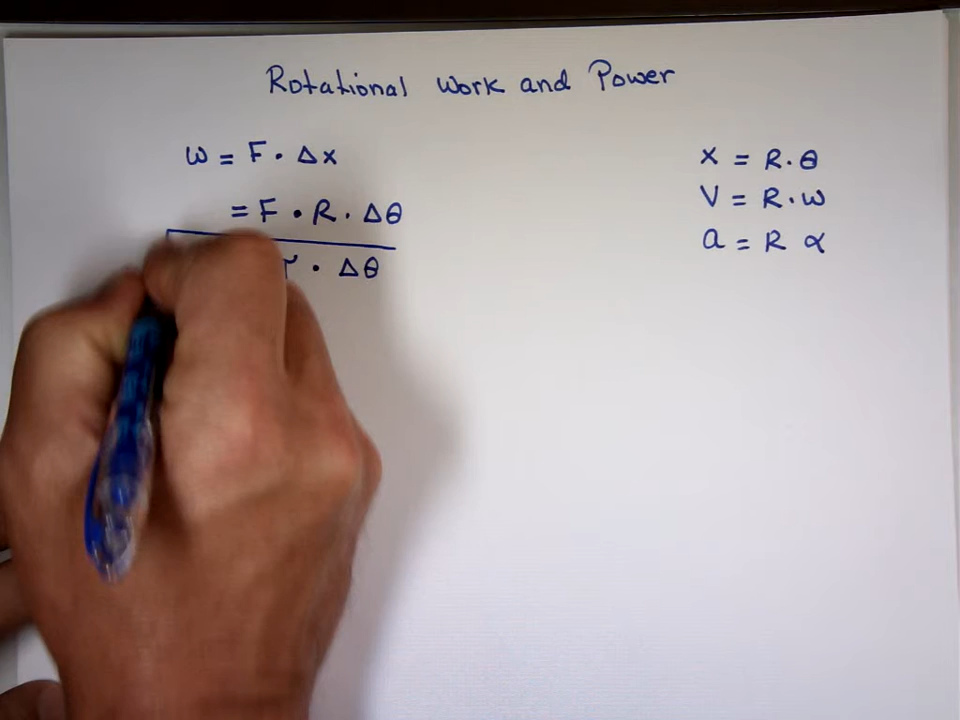 Rotational Work and Power
W = F · Δx
= F · R · Δθ
τ · Δθ
x = R · θ
V = R · ω
a = R α